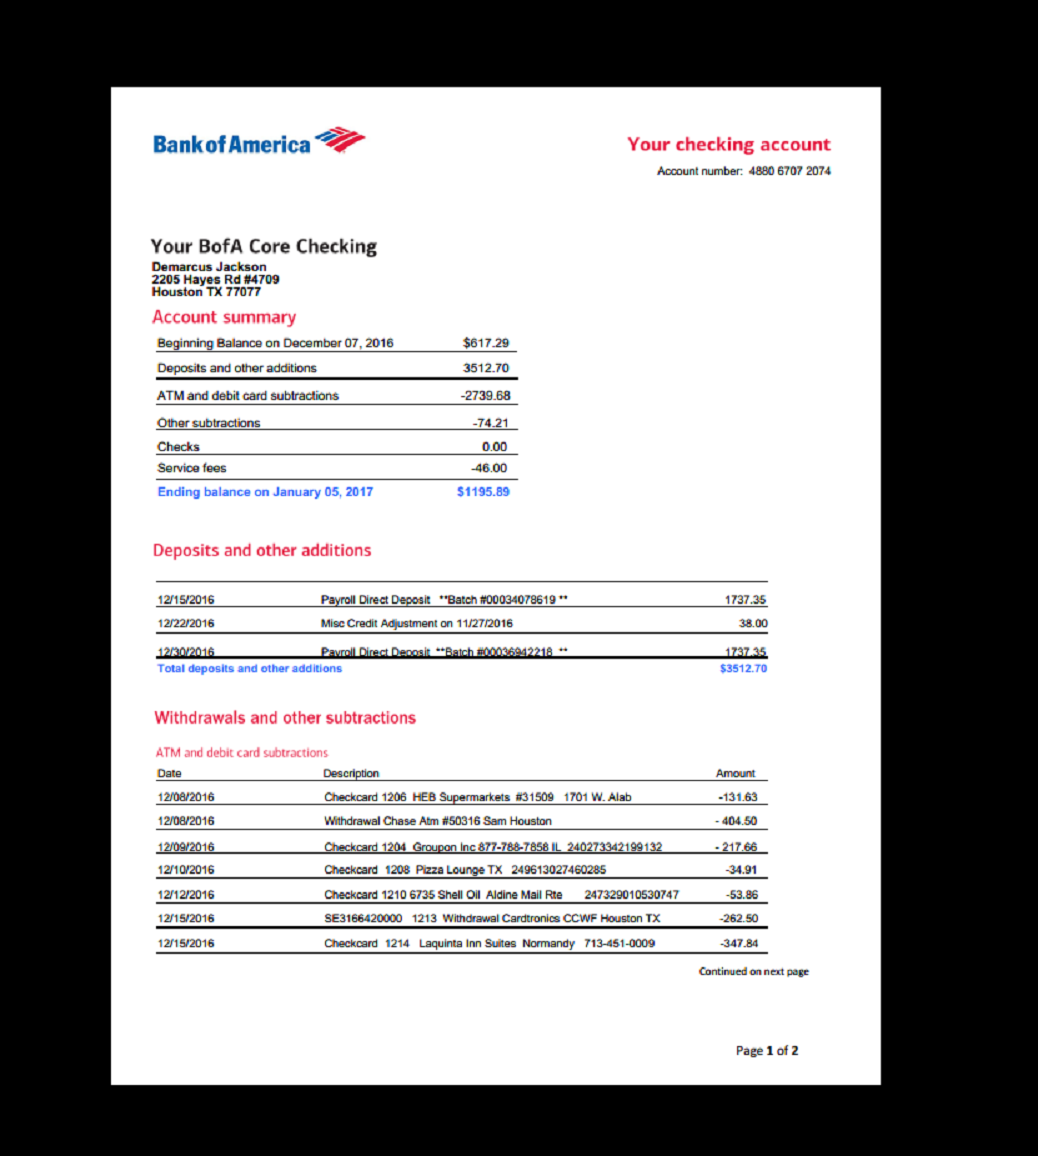 Bank of America
Your checking account
Account number: 4880 6707 2074
Your BofA Core Checking
Demarcus Jackson
2205 Hayes Rd #4709
Houston TX 77077
Account summary
Beginning Balance on December 07, 2016 $617.29
Deposits and other additions 3512.70
ATM and debit card subtractions -2739.68
Other subtractions -74.21
Checks 0.00
Service fees -46.00
Ending balance on January 05, 2017 $1195.89
Deposits and other additions
12/15/2016 Payroll Direct Deposit **Batch #00034078619 **
1737.35
12/22/2016 Misc Credit Adjustment on 11/27/2016 38.00
12/30/2016 Payroll Direct Deposit **Batch #00036942218 ** 1737.35
Total deposits and other additions $3512.70
Withdrawals and other subtractions
ATM and debit card subtractions
Date Description Amount
12/08/2016 Checkcard 1206 HEB Supermarkets #31509 1701 W. Alab -131.63
12/08/2016 Withdrawal Chase Atm #50316 Sam Houston - 404.50
12/09/2016 Checkcard 1204 Groupon Inc 877-788-7858 IL 240273342199132 - 217.66
12/10/2016 Checkcard 1208 Pizza Lounge TX 249613027460285 -34.91
12/12/2016 Checkcard 1210 6735 Shell Oil Aldine Mail Rte 247329010530747 -53.86
12/15/2016 SE3166420000 1213 Withdrawal Cardtronics CCWF Houston TX -262.50
12/15/2016 Checkcard 1214 Laquinta Inn Suites Normandy 713-451-0009 -347.84
Continued on next page
Page 1 of 2